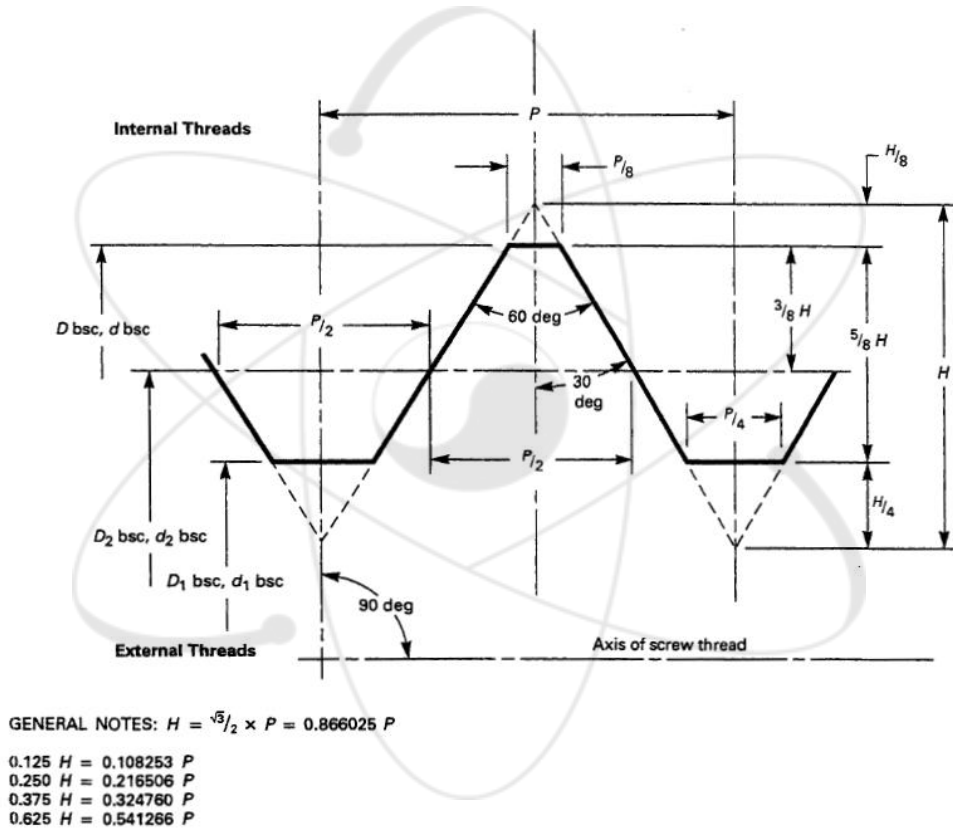 P
Internal Threads
H/8
P/8
D bsc, d bsc
P/2
60 deg
3/8 H
5/8 H
H
30
deg
P/4
P/2
H/4
D2 bsc, d2 bsc
D1 bsc, d1 bsc
90 deg
External Threads
Axis of screw thread
GENERAL NOTES: H = √3/2 × P = 0.866025 P
0.125 H = 0.108253 P
0.250 H = 0.216506 P
0.375 H = 0.324760 P
0.625 H = 0.541266 P